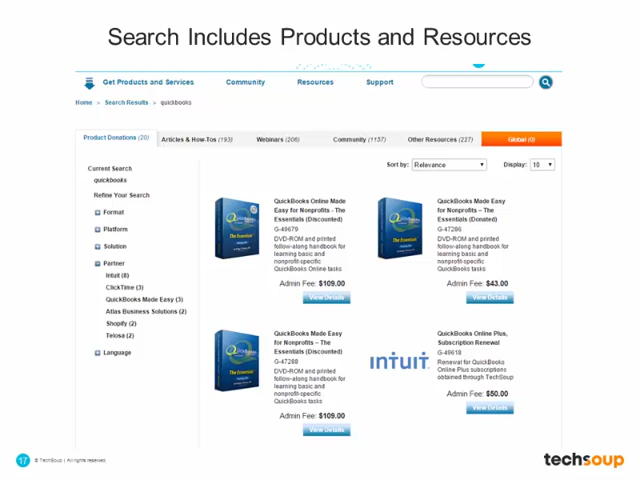 Search Includes Products and Resources
Get Products and Services Community Resources Support
Home > Search Results > quickbooks
Product Donations (20) Articles & How-Tos (193) Webinars (206) Community (1137) Other Resources (227) Global (0)
Sort by: Relevance Display: 10
Current Search
quickbooks
Refine Your Search
Format
Platform
Solution
Partner
Intuit (8)
ClickTime (3)
QuickBooks Made Easy (3)
Atlas Business Solutions (2)
Shopify (2)
Telosa (2)
Language
QuickBooks Online Made
Easy for Nonprofits - The
Essentials (Discounted)
G-49679
DVD-ROM and printed
follow-along handbook for
learning basic and
nonprofit-specific
QuickBooks Online tasks
Admin Fee: $109.00
View Details
QuickBooks Made Easy
for Nonprofits – The
Essentials (Donated)
G-47286
DVD-ROM and printed
follow-along handbook for
learning basic and
nonprofit-specific
QuickBooks tasks
Admin Fee: $43.00
View Details
QuickBooks Made Easy
for Nonprofits – The
Essentials (Discounted)
G-47288
DVD-ROM and printed
follow-along handbook for
learning basic and
nonprofit-specific
QuickBooks tasks
Admin Fee: $109.00
View Details
INTUIT
QuickBooks Online Plus,
Subscription Renewal
G-49618
Renewal for QuickBooks
Online Plus subscriptions
obtained through TechSoup
Admin Fee: $50.00
View Details
17 © TechSoup | All rights reserved
techsoup